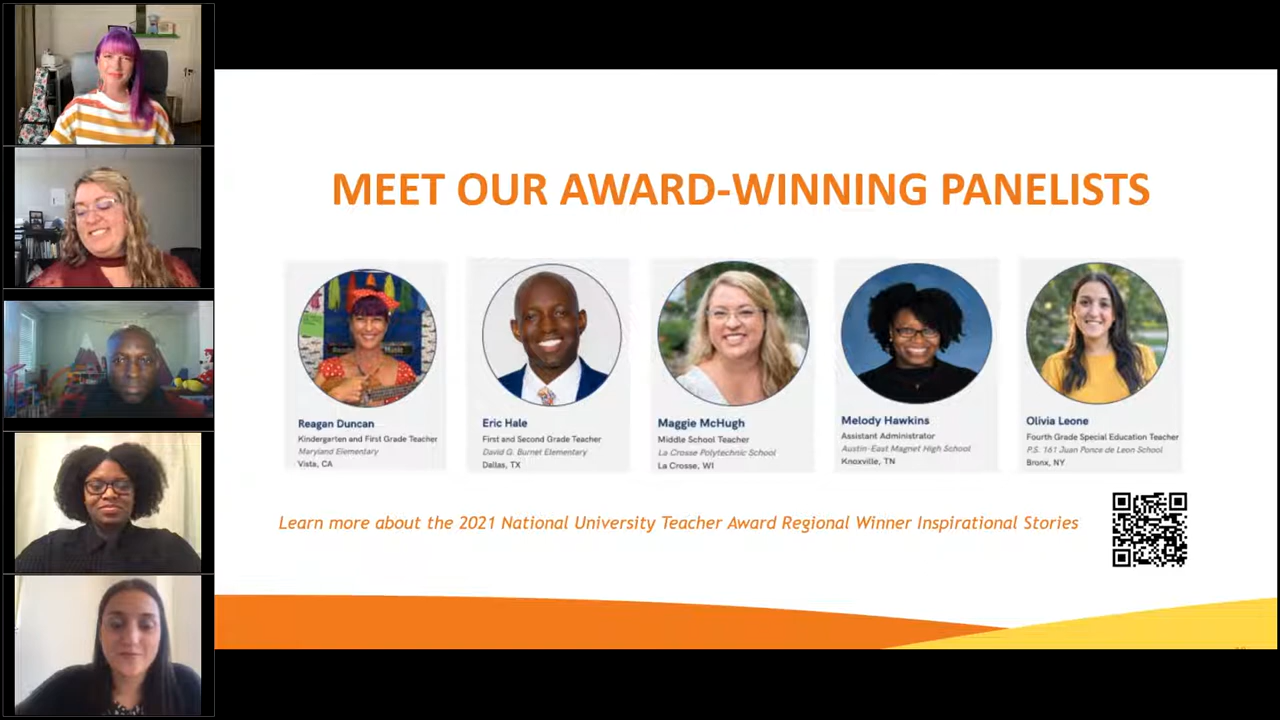 MEET OUR AWARD-WINNING PANELISTS
Reagan Duncan
Kindergarten and First Grade Teacher
Maryland Elementary
Vista, CA
Eric Hale
First and Second Grade Teacher
David G. Burnet Elementary
Dallas, TX
Maggie McHugh
Middle School Teacher
La Crosse Polytechnic School
La Crosse, WI
Melody Hawkins
Assistant Administrator
Austin-East Magnet High School
Knoxville, TN
Olivia Leone
Fourth Grade Special Education Teacher
P.S. 161 Juan Ponce de Leon School
Bronx, NY
Learn more about the 2021 National University Teacher Award Regional Winner Inspirational Stories